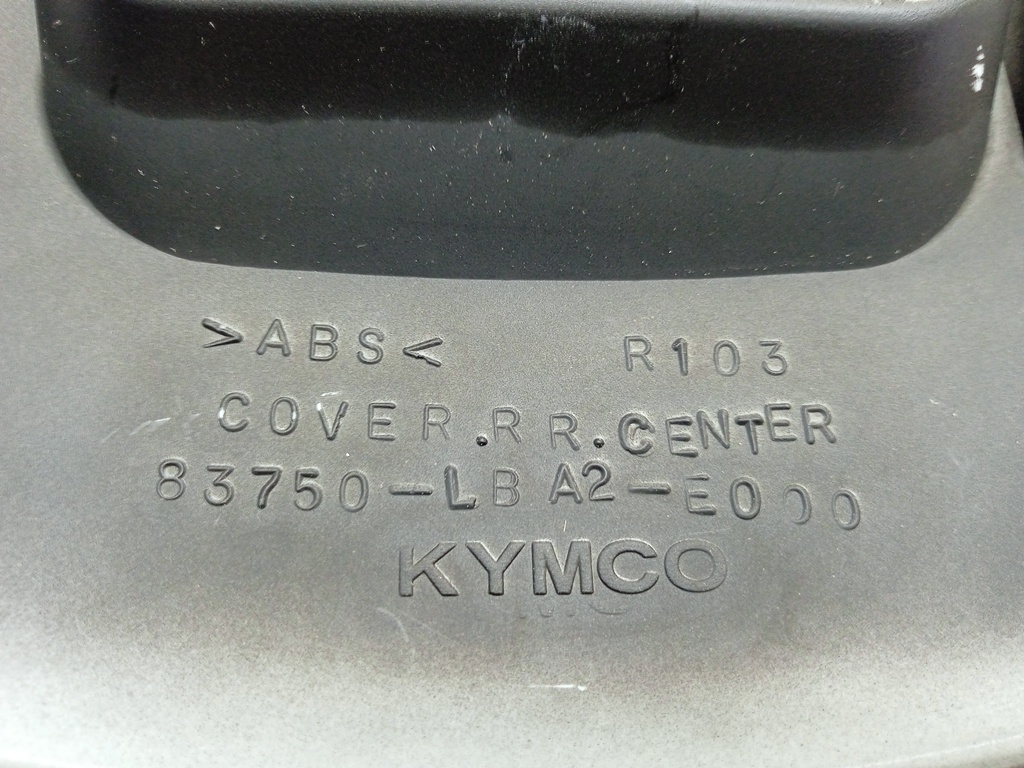 >ABS< R103
COVER.RR.CENTER
83750-LBA2-E000
KYMCO